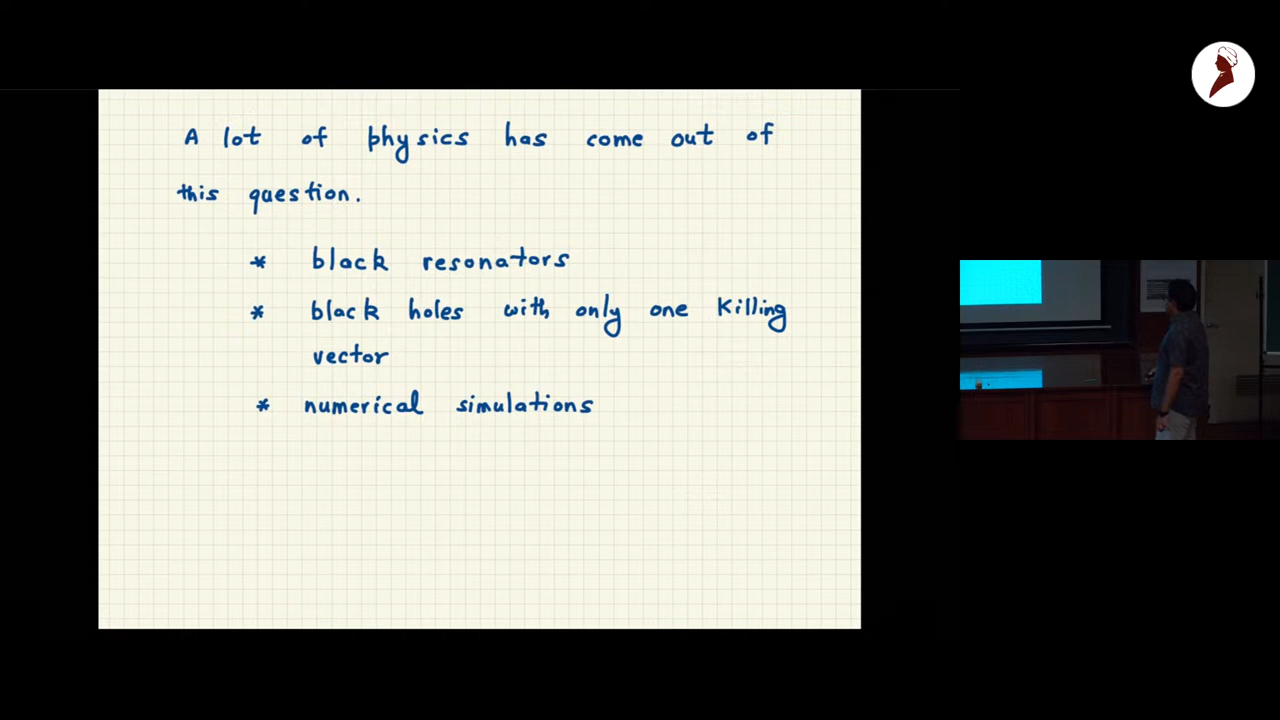 A lot of physics has come out of
this question.
* black resonators
* black holes with only one Killing
vector
* numerical simulations